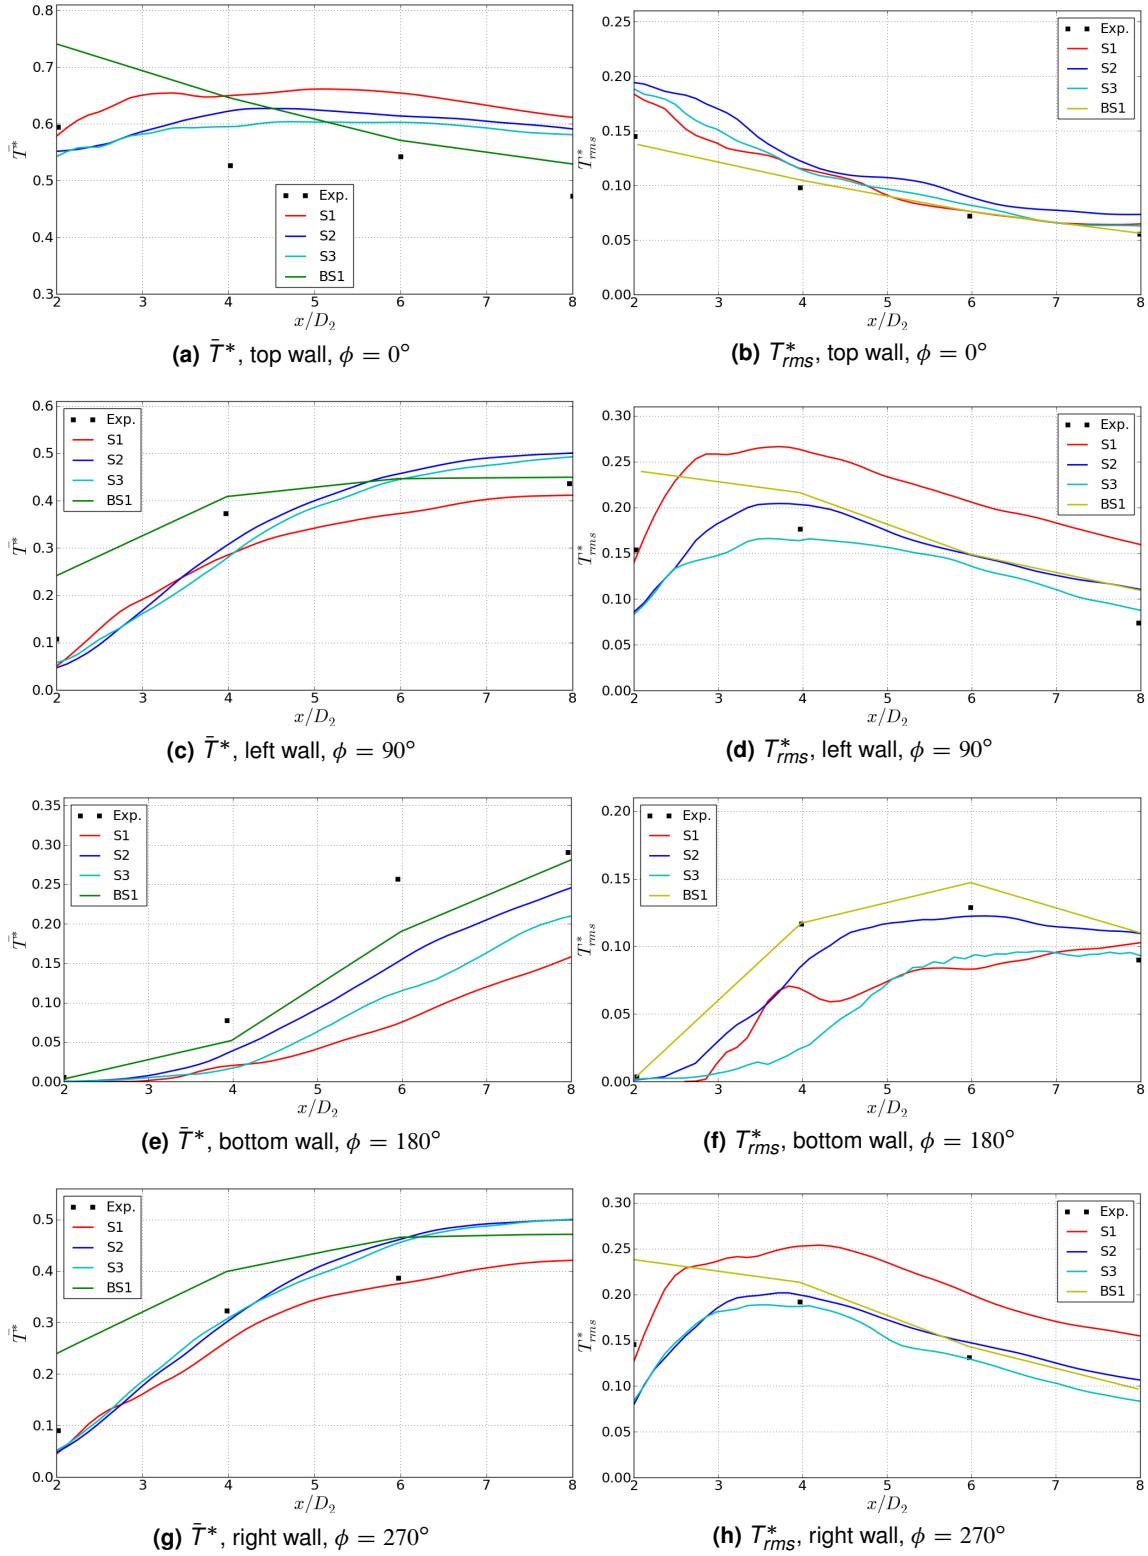 0.8
0.7
0.6
0.5
0.4
0.3
T̄*
Exp.
S1
S2
S3
BS1
2 3 4 5 6 7 8
x/D₂
(a) T̄*, top wall, ϕ = 0°
0.25
0.20
0.15
0.10
0.05
0.00
T*rms
Exp.
S1
S2
S3
BS1
2 3 4 5 6 7 8
x/D₂
(b) T*rms, top wall, ϕ = 0°
0.6
0.5
0.4
0.3
0.2
0.1
0.0
T̄*
Exp.
S1
S2
S3
BS1
2 3 4 5 6 7 8
x/D₂
(c) T̄*, left wall, ϕ = 90°
0.30
0.25
0.20
0.15
0.10
0.05
0.00
T*rms
Exp.
S1
S2
S3
BS1
2 3 4 5 6 7 8
x/D₂
(d) T*rms, left wall, ϕ = 90°
0.35
0.30
0.25
0.20
0.15
0.10
0.05
0.00
T̄*
Exp.
S1
S2
S3
BS1
2 3 4 5 6 7 8
x/D₂
(e) T̄*, bottom wall, ϕ = 180°
0.20
0.15
0.10
0.05
0.00
T*rms
Exp.
S1
S2
S3
BS1
2 3 4 5 6 7 8
x/D₂
(f) T*rms, bottom wall, ϕ = 180°
0.5
0.4
0.3
0.2
0.1
0.0
T̄*
Exp.
S1
S2
S3
BS1
2 3 4 5 6 7 8
x/D₂
(g) T̄*, right wall, ϕ = 270°
0.30
0.25
0.20
0.15
0.10
0.05
0.00
T*rms
Exp.
S1
S2
S3
BS1
2 3 4 5 6 7 8
x/D₂
(h) T*rms, right wall, ϕ = 270°